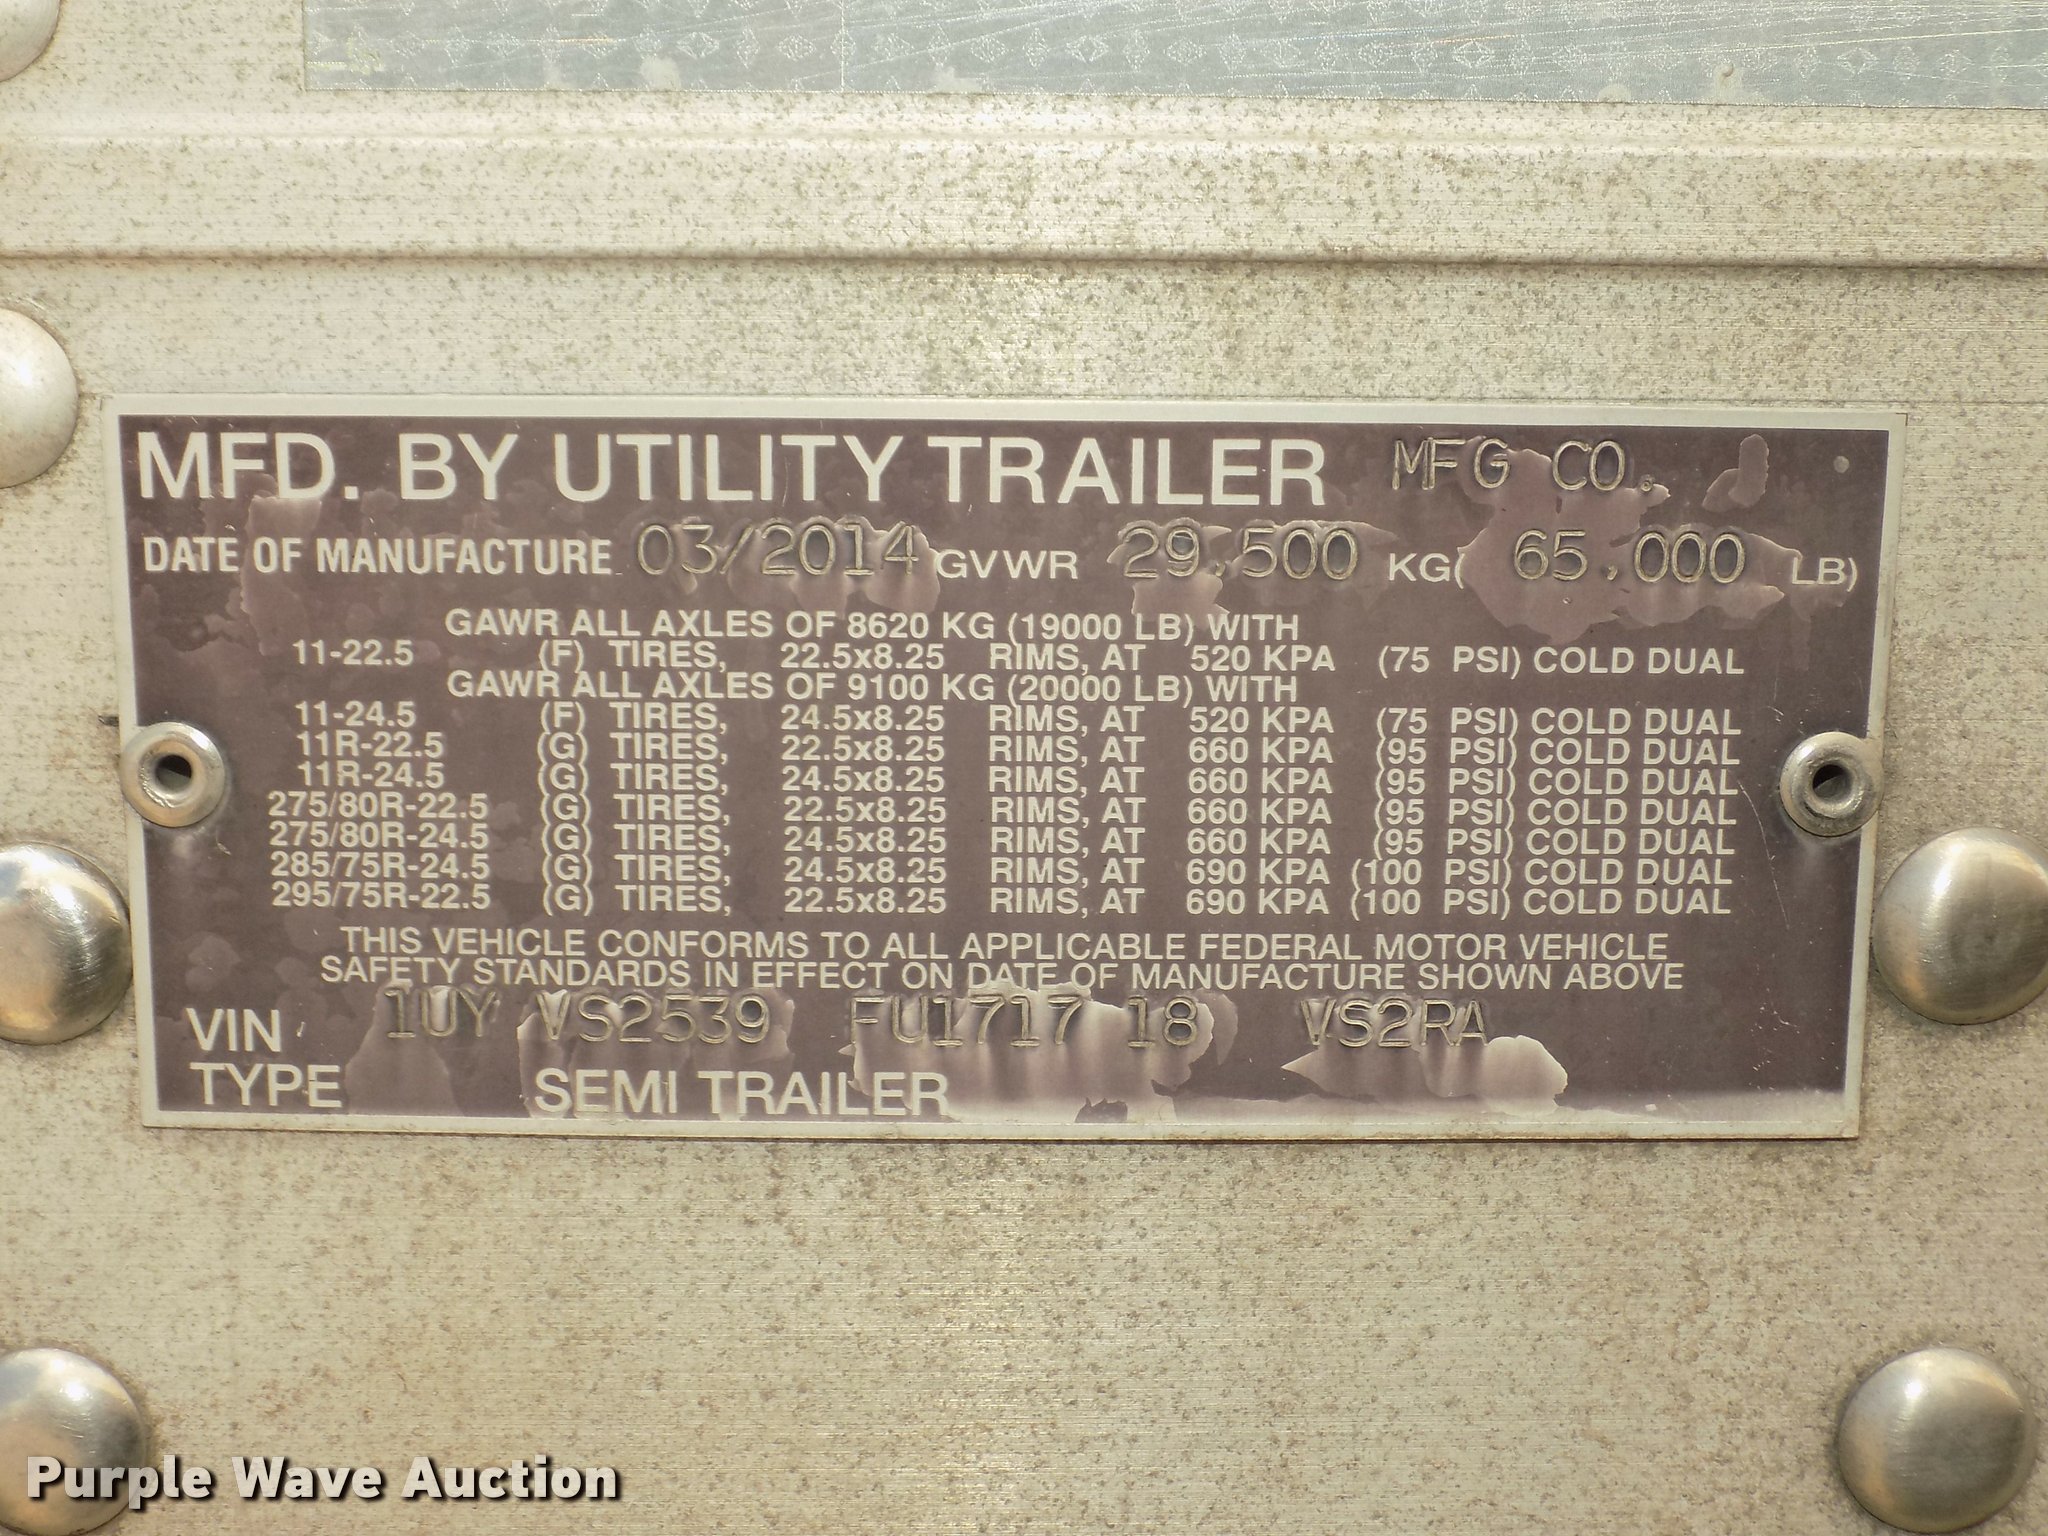 MFD. BY UTILITY TRAILER MFG CO.
DATE OF MANUFACTURE 03/2014 GVWR 29,500 KG( 65,000 LB)
GAWR ALL AXLES OF 8620 KG (19000 LB) WITH
11-22.5 (F) TIRES, 22.5x8.25 RIMS, AT 520 KPA (75 PSI) COLD DUAL
GAWR ALL AXLES OF 9100 KG (20000 LB) WITH
11-24.5 (F) TIRES, 24.5x8.25 RIMS, AT 520 KPA (75 PSI) COLD DUAL
11R-22.5 (G) TIRES, 22.5x8.25 RIMS, AT 660 KPA (95 PSI) COLD DUAL
11R-24.5 (G) TIRES, 24.5x8.25 RIMS, AT 660 KPA (95 PSI) COLD DUAL
275/80R-22.5 (G) TIRES, 22.5x8.25 RIMS, AT 660 KPA (95 PSI) COLD DUAL
275/80R-24.5 (G) TIRES, 24.5x8.25 RIMS, AT 660 KPA (95 PSI) COLD DUAL
285/75R-24.5 (G) TIRES, 24.5x8.25 RIMS, AT 690 KPA (100 PSI) COLD DUAL
295/75R-22.5 (G) TIRES, 22.5x8.25 RIMS, AT 690 KPA (100 PSI) COLD DUAL
THIS VEHICLE CONFORMS TO ALL APPLICABLE FEDERAL MOTOR VEHICLE
SAFETY STANDARDS IN EFFECT ON DATE OF MANUFACTURE SHOWN ABOVE
VIN 1UY VS2539 FU1717 18 VS2RA
TYPE SEMI TRAILER
Purple Wave Auction